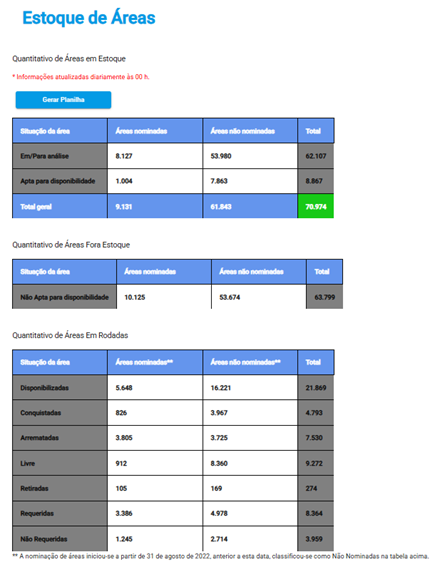 Estoque de Áreas
Quantitativo de Áreas em Estoque
* Informações atualizadas diariamente às 00 h.
Gerar Planilha
Situação da área Áreas nominadas Áreas não nominadas Total
Em/Para análise 8.127 53.980 62.107
Apta para disponibilidade 1.004 7.863 8.867
Total geral 9.131 61.843 70.974
Quantitativo de Áreas Fora Estoque
Situação da área Áreas nominadas Áreas não nominadas Total
Não Apta para disponibilidade 10.125 53.674 63.799
Quantitativo de Áreas Em Rodadas
Situação da área Áreas nominadas** Áreas não nominadas** Total
Disponibilizadas 5.648 16.221 21.869
Conquistadas 826 3.967 4.793
Arrematadas 3.805 3.725 7.530
Livre 912 8.360 9.272
Retiradas 105 169 274
Requeridas 3.386 4.978 8.364
Não Requeridas 1.245 2.714 3.959
** A nominação de áreas iniciou-se a partir de 31 de agosto de 2022, anterior a esta data, classificou-se como Não Nominadas na tabela acima.